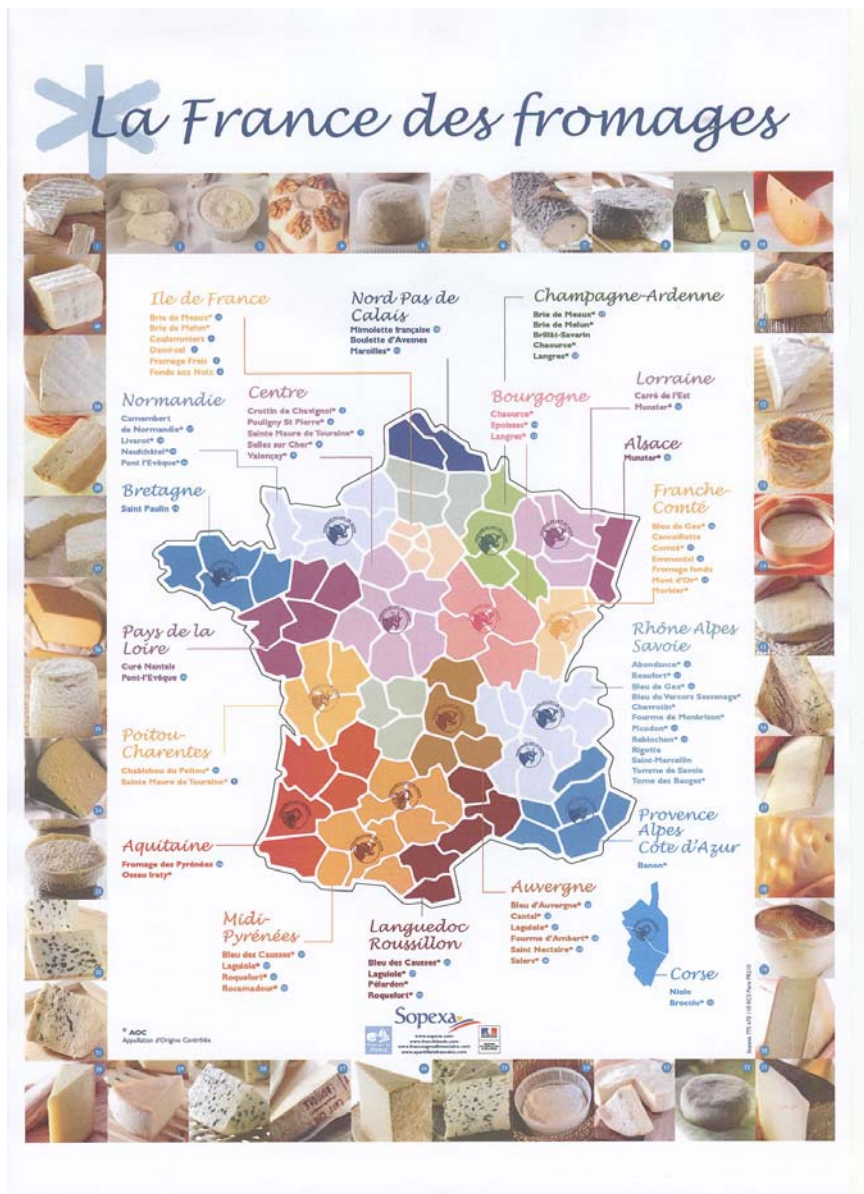 La France des fromages
Ile de France
Brie de Meaux*
Brie de Melun*
Coulommiers
Demi-sel
Fromage Frais
Fondu aux Noix
Nord Pas de
Calais
Mimolette française
Boulette d'Avesnes
Maroilles*
Champagne-Ardenne
Brie de Meaux*
Brie de Melun*
Brillât-Savarin
Chaource*
Langres*
Normandie
Camembert
de Normandie*
Livarot*
Neufchâtel*
Pont l'Evêque*
Centre
Crottin de Chavignol*
Pouligny St Pierre*
Sainte Maure de Touraine*
Selles sur Cher*
Valençay*
Bourgogne
Chaource*
Epoisses*
Langres*
Lorraine
Carré de l'Est
Munster*
Alsace
Munster*
Bretagne
Saint Paulin
Franche-
Comté
Bleu de Gex*
Cancoillotte
Comté*
Emmental
Fromage fondu
Mont d'Or*
Morbier*
Pays de la
Loire
Curé Nantais
Pont-l'Evêque
Rhône Alpes
Savoie
Abondance*
Beaufort*
Bleu de Gex*
Bleu du Vercors Sassenage*
Chevrotin*
Fourme de Montbrison*
Picodon*
Reblochon*
Rigotte
Saint-Marcellin
Tomme de Savoie
Tome des Bauges*
Poitou-
Charentes
Chabichou du Poitou*
Sainte Maure de Touraine*
Provence
Alpes
Côte d'Azur
Banon*
Aquitaine
Fromage des Pyrénées
Ossau Iraty*
Auvergne
Bleu d'Auvergne*
Cantal*
Laguiole*
Fourme d'Ambert*
Saint Nectaire*
Salers*
Midi-
Pyrénées
Bleu des Causses*
Laguiole*
Roquefort*
Rocamadour*
Languedoc
Roussillon
Bleu des Causses*
Laguiole*
Pélardon*
Roquefort*
Corse
Niolo
Brocciu*
Sopexa
www.sopexa.com
* AOC
Appellation d'Origine Contrôlée